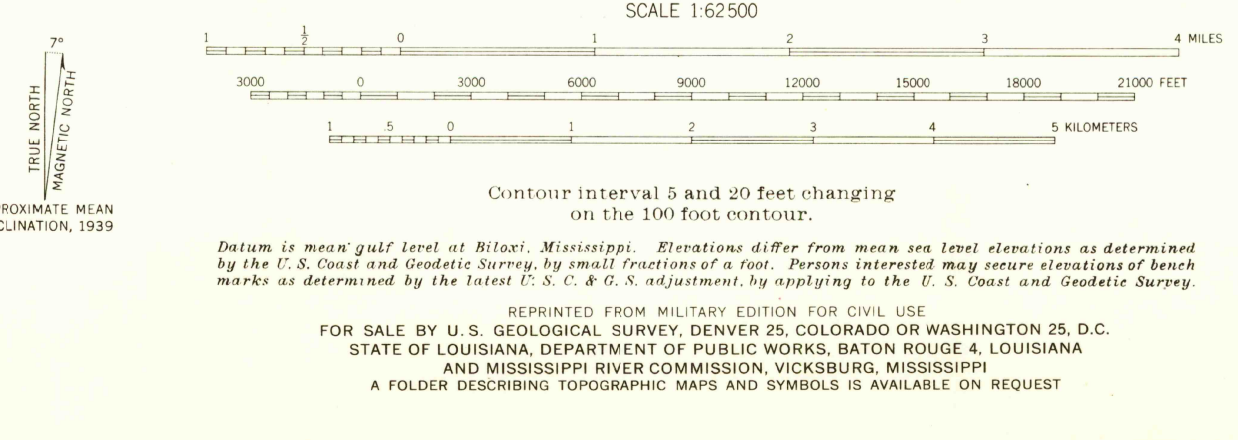 SCALE 1:62500
1 ½ 0 1 2 3 4 MILES
3000 0 3000 6000 9000 12000 15000 18000 21000 FEET
1 .5 0 1 2 3 4 5 KILOMETERS
7°
TRUE NORTH
MAGNETIC NORTH
ROXIMATE MEAN
CLINATION, 1939
Contour interval 5 and 20 feet changing
on the 100 foot contour.
Datum is mean gulf level at Biloxi, Mississippi. Elevations differ from mean sea level elevations as determined
by the U. S. Coast and Geodetic Survey, by small fractions of a foot. Persons interested may secure elevations of bench
marks as determined by the latest U. S. C. & G. S. adjustment, by applying to the U. S. Coast and Geodetic Survey.
REPRINTED FROM MILITARY EDITION FOR CIVIL USE
FOR SALE BY U. S. GEOLOGICAL SURVEY, DENVER 25, COLORADO OR WASHINGTON 25, D.C.
STATE OF LOUISIANA, DEPARTMENT OF PUBLIC WORKS, BATON ROUGE 4, LOUISIANA
AND MISSISSIPPI RIVER COMMISSION, VICKSBURG, MISSISSIPPI
A FOLDER DESCRIBING TOPOGRAPHIC MAPS AND SYMBOLS IS AVAILABLE ON REQUEST